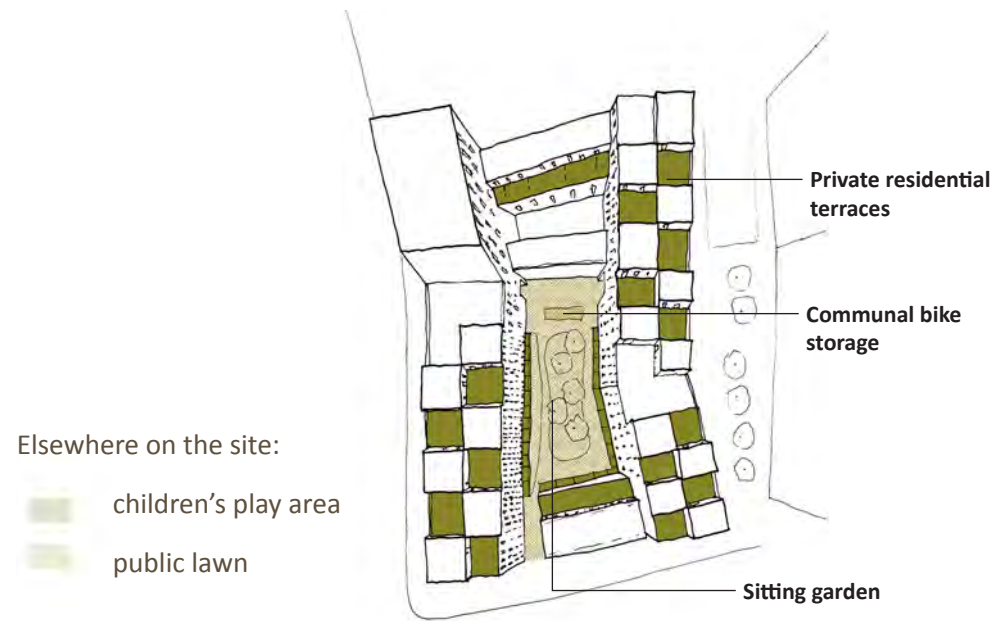 Private residential
terraces
Communal bike
storage
Elsewhere on the site:
children’s play area
public lawn
Sitting garden